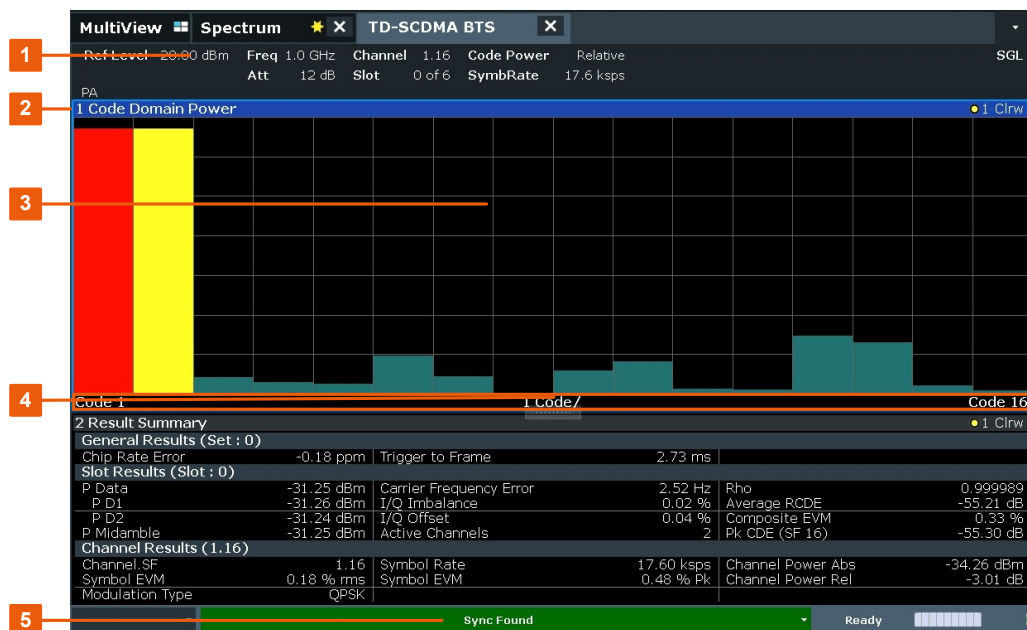 MultiView Spectrum TD-SCDMA BTS
1
Ref Level 20.00 dBm Freq 1.0 GHz Channel 1.16 Code Power Relative SGL
Att 12 dB Slot 0 of 6 SymbRate 17.6 ksps
PA
2
1 Code Domain Power 1 Clrw
3
4
Code 1 1 Code/ Code 16
2 Result Summary 1 Clrw
General Results (Set : 0)
Chip Rate Error -0.18 ppm Trigger to Frame 2.73 ms
Slot Results (Slot : 0)
P Data -31.25 dBm Carrier Frequency Error 2.52 Hz Rho 0.999989
P D1 -31.26 dBm I/Q Imbalance 0.02 % Average RCDE -55.21 dB
P D2 -31.24 dBm I/Q Offset 0.04 % Composite EVM 0.33 %
P Midamble -31.25 dBm Active Channels 2 Pk CDE (SF 16) -55.30 dB
Channel Results (1.16)
Channel.SF 1.16 Symbol Rate 17.60 ksps Channel Power Abs -34.26 dBm
Symbol EVM 0.18 % rms Symbol EVM 0.48 % Pk Channel Power Rel -3.01 dB
Modulation Type QPSK
5
Sync Found Ready